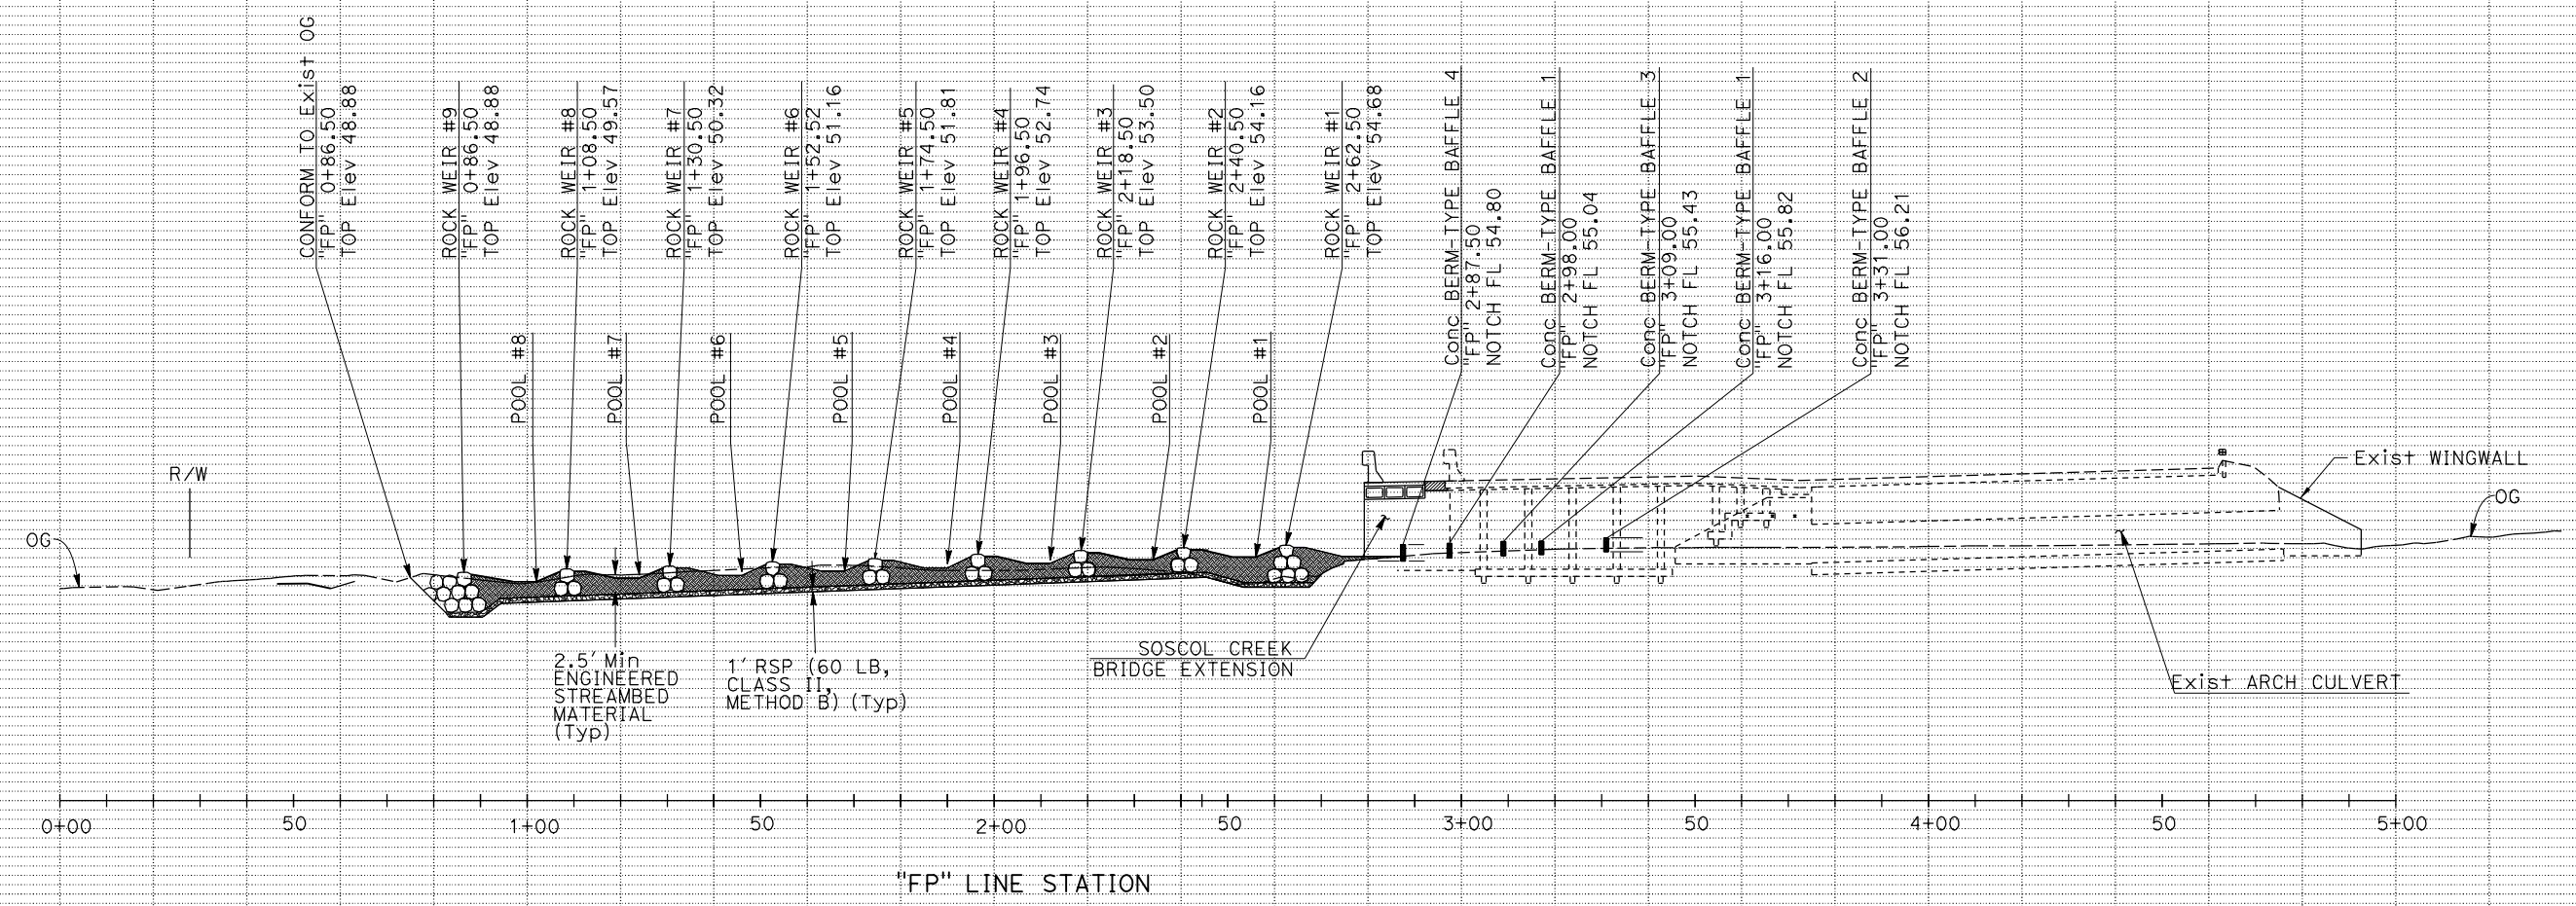 CONFORM TO Exist OG
"FP" 0+86.50
TOP Elev 48.88
ROCK WEIR #9
"FP" 0+86.50
TOP Elev 48.88
ROCK WEIR #8
"FP" 1+08.50
TOP Elev 49.57
ROCK WEIR #7
"FP" 1+30.50
TOP Elev 50.32
ROCK WEIR #6
"FP" 1+52.52
TOP Elev 51.16
ROCK WEIR #5
"FP" 1+74.50
TOP Elev 51.81
ROCK WEIR #4
"FP" 1+96.50
TOP Elev 52.74
ROCK WEIR #3
"FP" 2+18.50
TOP Elev 53.50
ROCK WEIR #2
"FP" 2+40.50
TOP Elev 54.16
ROCK WEIR #1
"FP" 2+62.50
TOP Elev 54.68
Conc BERM-TYPE BAFFLE 4
"FP" 2+87.50
NOTCH FL 54.80
Conc BERM-TYPE BAFFLE 1
"FP" 2+98.00
NOTCH FL 55.04
Conc BERM-TYPE BAFFLE 3
"FP" 3+09.00
NOTCH FL 55.43
Conc BERM-TYPE BAFFLE 1
"FP" 3+16.00
NOTCH FL 55.82
Conc BERM-TYPE BAFFLE 2
"FP" 3+31.00
NOTCH FL 56.21
POOL #8
POOL #7
POOL #6
POOL #5
POOL #4
POOL #3
POOL #2
POOL #1
R/W
OG
Exist WINGWALL
OG
2.5' Min
ENGINEERED
STREAMBED
MATERIAL
(Typ)
1' RSP (60 LB,
CLASS II,
METHOD B) (Typ)
SOSCOL CREEK
BRIDGE EXTENSION
Exist ARCH CULVERT
0+00 50 1+00 50 2+00 50 3+00 50 4+00 50 5+00
"FP" LINE STATION